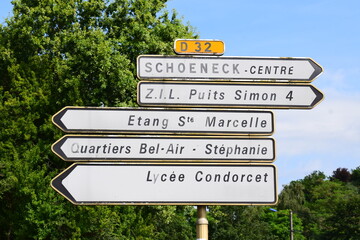 D 32
SCHOENECK-CENTRE
Z.I.L. Puits Simon 4
Etang Ste Marcelle
Quartiers Bel-Air - Stéphanie
Lycée Condorcet